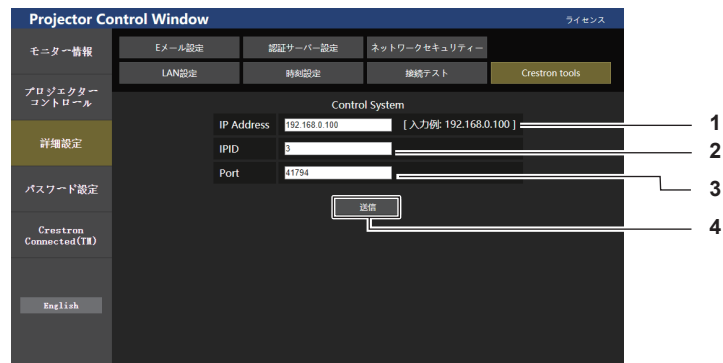 Projector Control Window
ライセンス
モニター情報
プロジェクター
コントロール
詳細設定
パスワード設定
Crestron
Connected(TM)
English
Eメール設定
認証サーバー設定
ネットワークセキュリティー
LAN設定
時刻設定
接続テスト
Crestron tools
Control System
IP Address
192.168.0.100
[ 入力例: 192.168.0.100 ]
IPID
3
Port
41794
送信
1
2
3
4